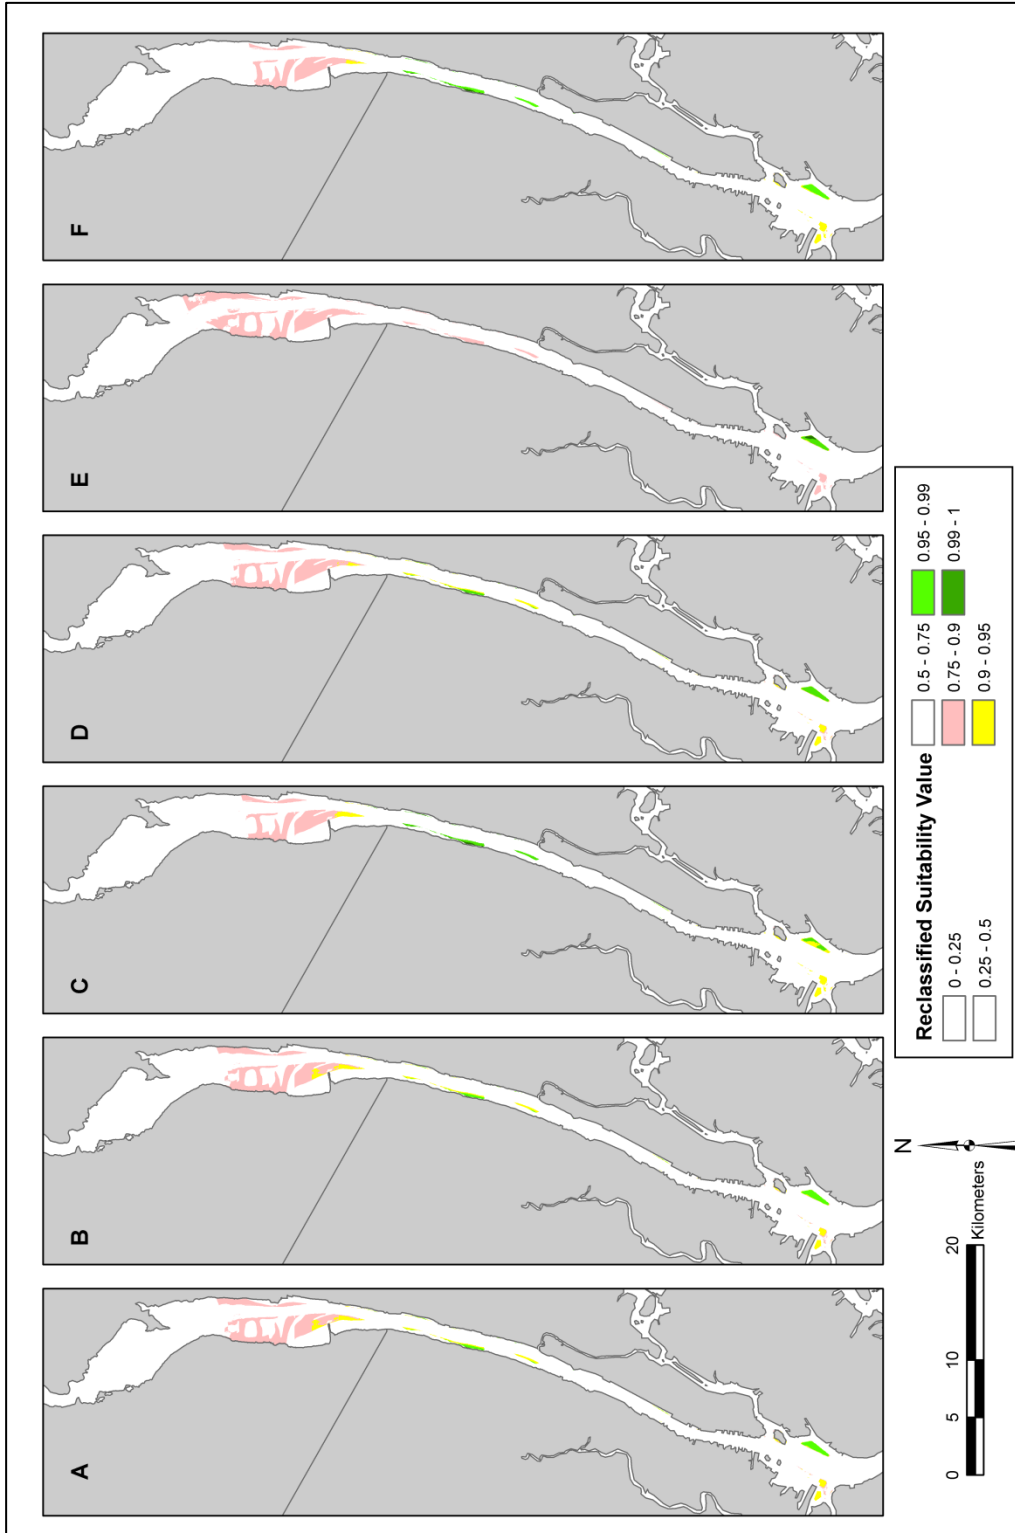 A
B
C
D
E
F
N
0
5
10
20
Kilometers
Reclassified Suitability Value
0 - 0.25
0.25 - 0.5
0.5 - 0.75
0.75 - 0.9
0.9 - 0.95
0.95 - 0.99
0.99 - 1